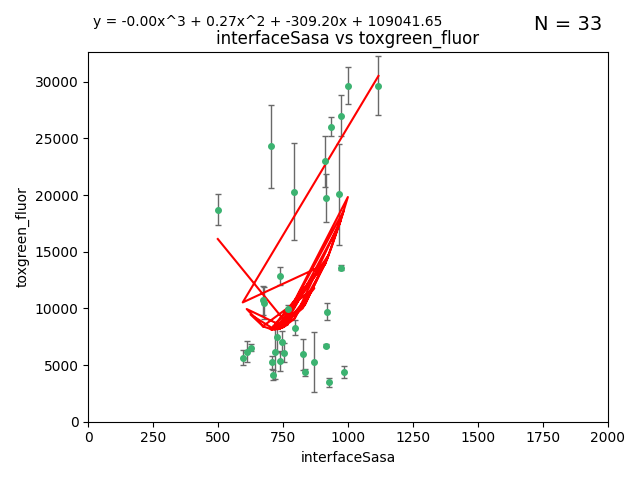 y = -0.00x^3 + 0.27x^2 + -309.20x + 109041.65
N = 33
interfaceSasa vs toxgreen_fluor
30000
25000
20000
15000
10000
5000
0
toxgreen_fluor
0 250 500 750 1000 1250 1500 1750 2000
interfaceSasa